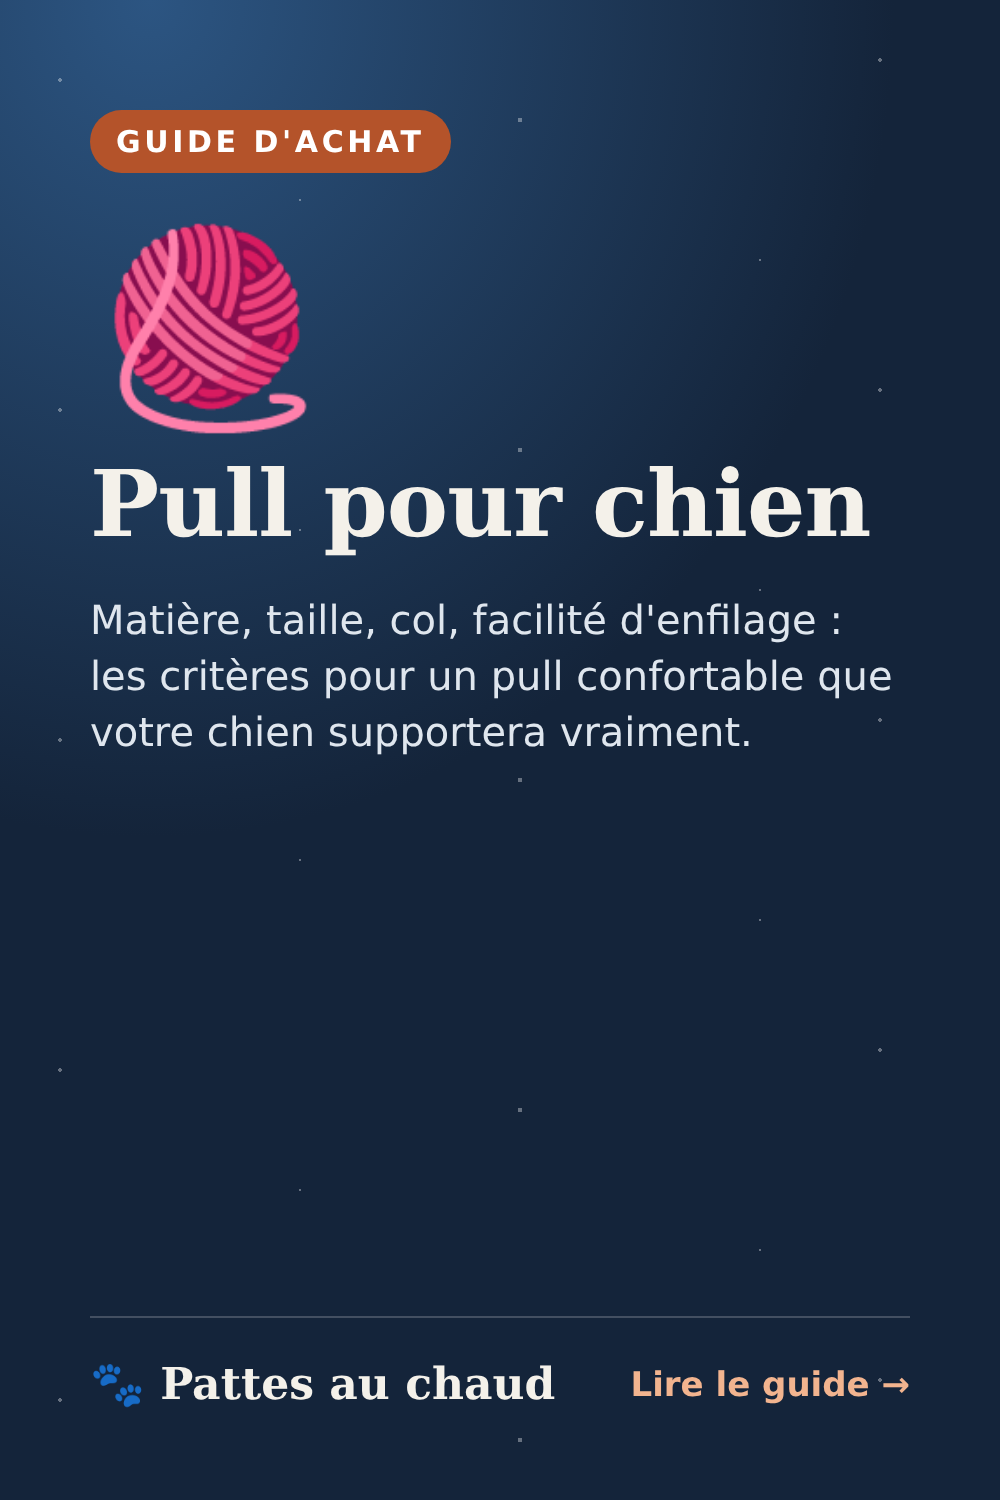 GUIDE D'ACHAT
Pull pour chien
Matière, taille, col, facilité d'enfilage :
les critères pour un pull confortable que
votre chien supportera vraiment.
Pattes au chaud
Lire le guide →